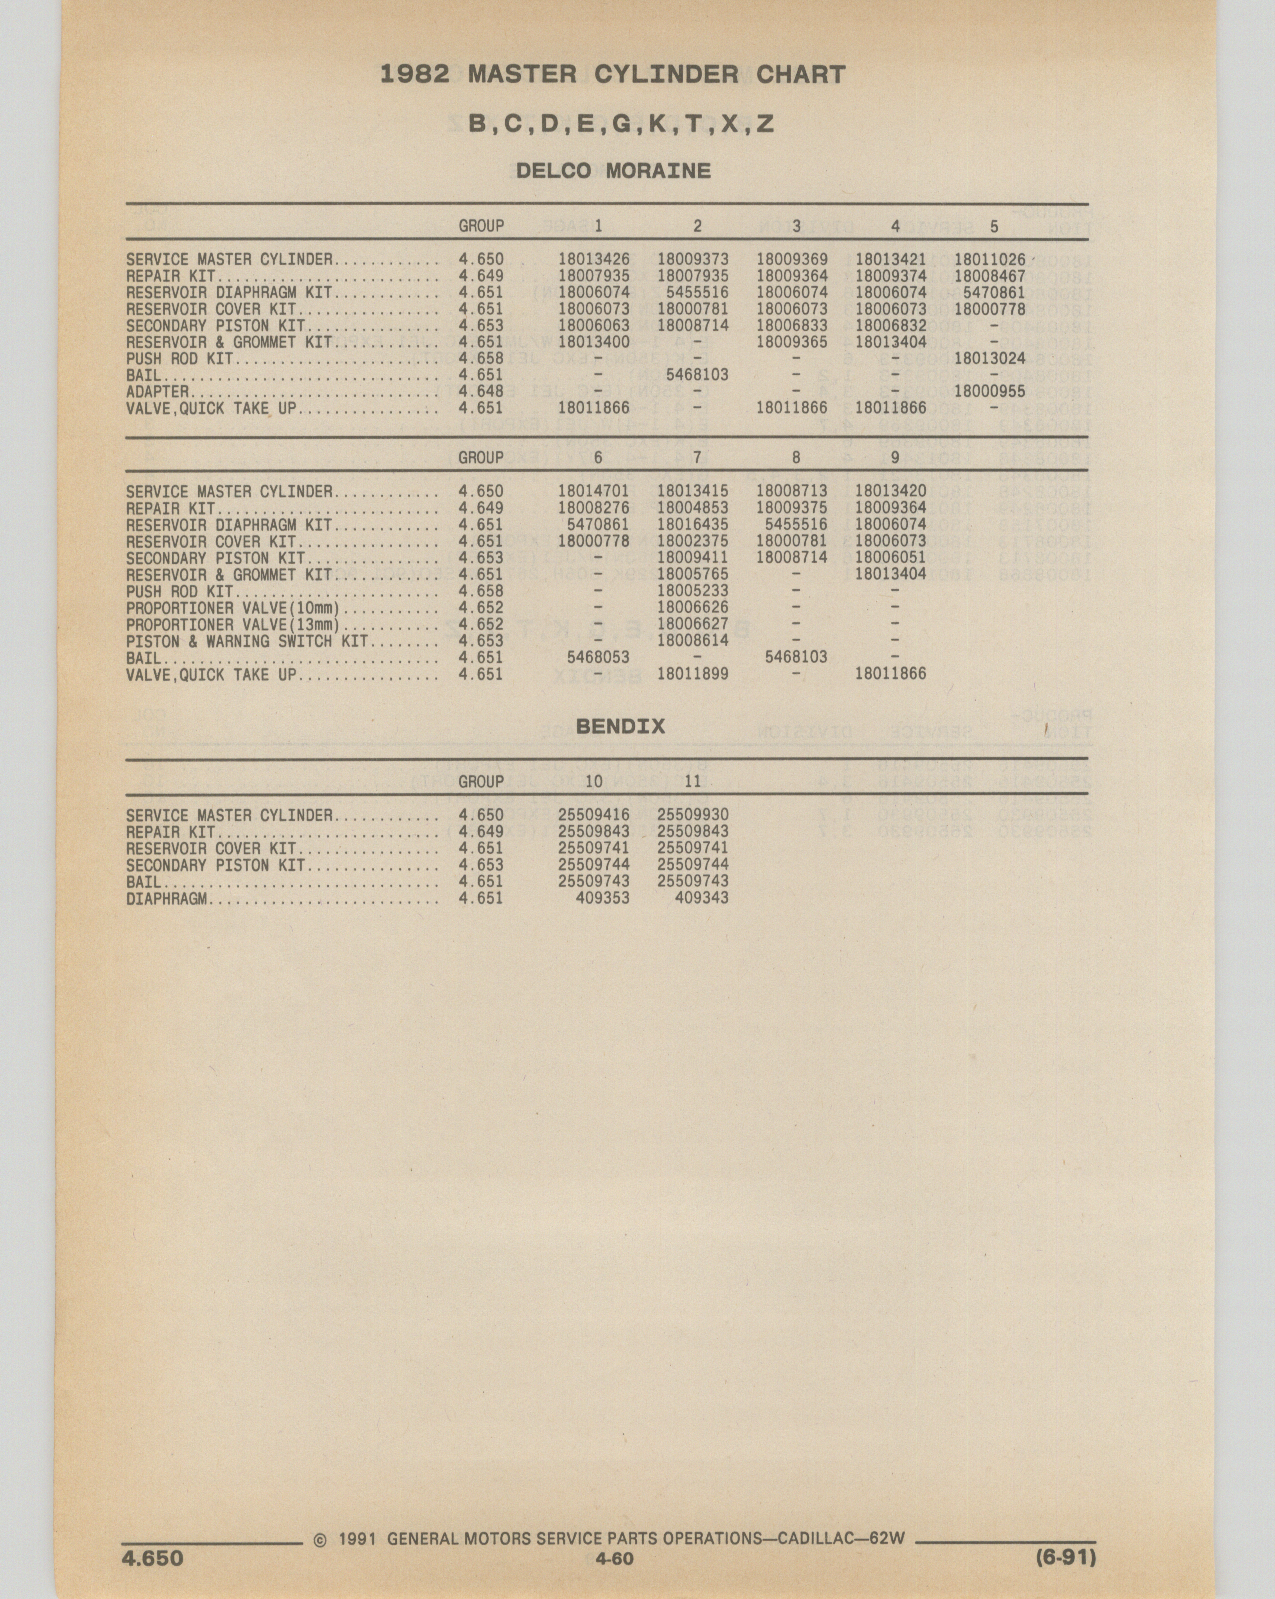 1982 MASTER CYLINDER CHART
B,C,D,E,G,K,T,X,Z
DELCO MORAINE
GROUP 1 2 3 4 5
SERVICE MASTER CYLINDER............ 4.650 18013426 18009373 18009369 18013421 18011026
REPAIR KIT......................... 4.649 18007935 18007935 18009364 18009374 18008467
RESERVOIR DIAPHRAGM KIT............ 4.651 18006074 5455516 18006074 18006074 5470861
RESERVOIR COVER KIT................ 4.651 18006073 18000781 18006073 18006073 18000778
SECONDARY PISTON KIT............... 4.653 18006063 18008714 18006833 18006832 –
RESERVOIR & GROMMET KIT............ 4.651 18013400 – 18009365 18013404 –
PUSH ROD KIT....................... 4.658 – – – – 18013024
BAIL............................... 4.651 – 5468103 – – –
ADAPTER............................ 4.648 – – – – 18000955
VALVE,QUICK TAKE UP................ 4.651 18011866 – 18011866 18011866 –
GROUP 6 7 8 9
SERVICE MASTER CYLINDER............ 4.650 18014701 18013415 18008713 18013420
REPAIR KIT......................... 4.649 18008276 18004853 18009375 18009364
RESERVOIR DIAPHRAGM KIT............ 4.651 5470861 18016435 5455516 18006074
RESERVOIR COVER KIT................ 4.651 18000778 18002375 18000781 18006073
SECONDARY PISTON KIT............... 4.653 – 18009411 18008714 18006051
RESERVOIR & GROMMET KIT............ 4.651 – 18005765 – 18013404
PUSH ROD KIT....................... 4.658 – 18005233 – –
PROPORTIONER VALVE(10mm)........... 4.652 – 18006626 – –
PROPORTIONER VALVE(13mm)........... 4.652 – 18006627 – –
PISTON & WARNING SWITCH KIT........ 4.653 – 18008614 – –
BAIL............................... 4.651 5468053 – 5468103 –
VALVE,QUICK TAKE UP................ 4.651 – 18011899 – 18011866
BENDIX
GROUP 10 11
SERVICE MASTER CYLINDER............ 4.650 25509416 25509930
REPAIR KIT......................... 4.649 25509843 25509843
RESERVOIR COVER KIT................ 4.651 25509741 25509741
SECONDARY PISTON KIT............... 4.653 25509744 25509744
BAIL............................... 4.651 25509743 25509743
DIAPHRAGM.......................... 4.651 409353 409343
© 1991 GENERAL MOTORS SERVICE PARTS OPERATIONS—CADILLAC—62W
4.650 4-60 (6-91)